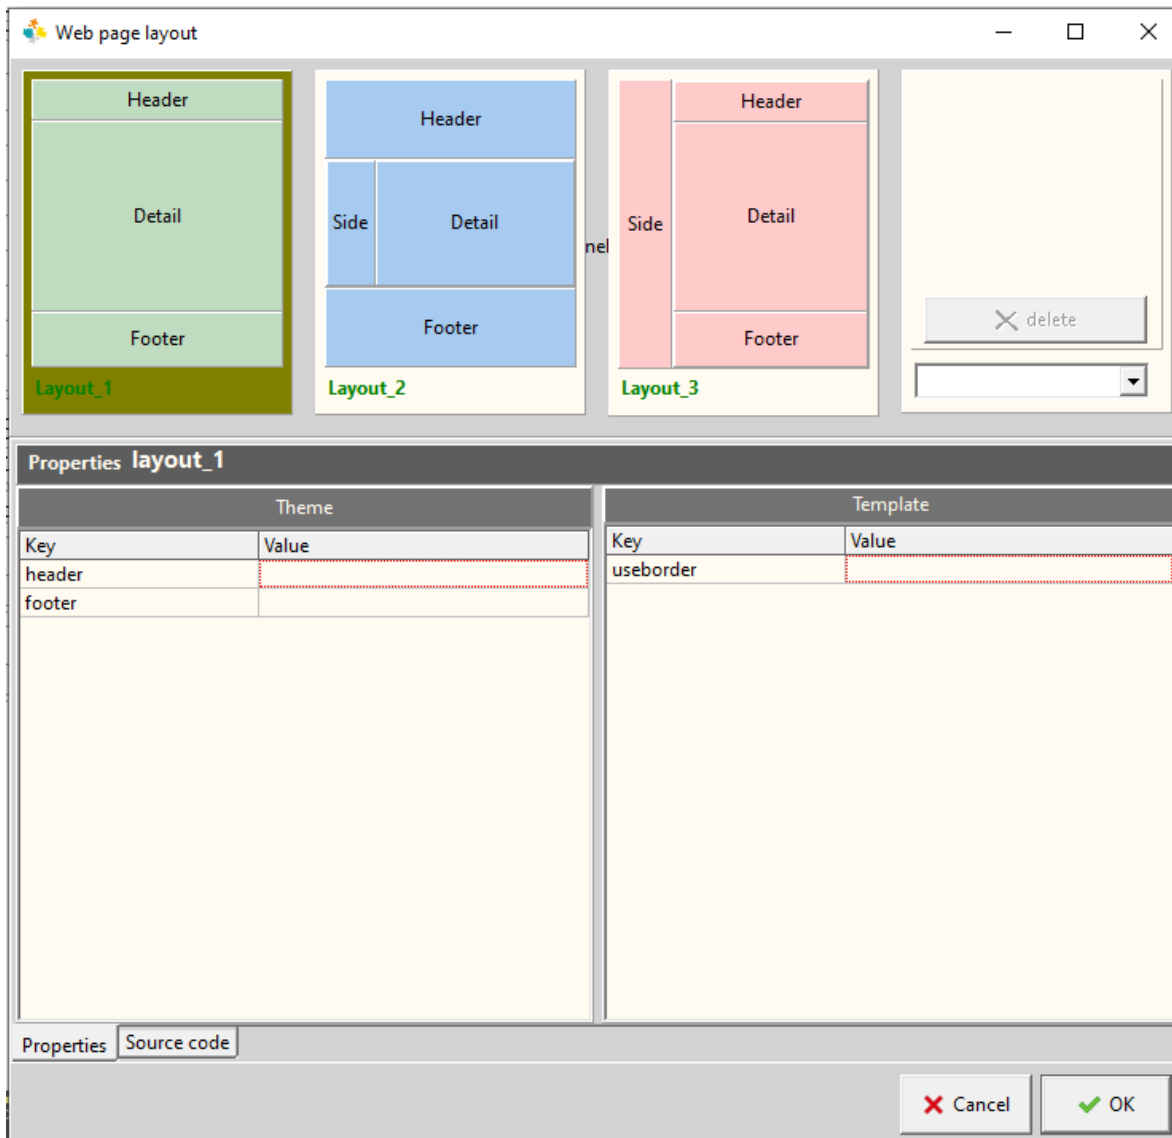 Web page layout
Header
Detail
Footer
Layout_1
Header
Side
Detail
Footer
Layout_2
nel
Side
Header
Detail
Footer
Layout_3
delete
Properties layout_1
Theme
Key Value
header
footer
Template
Key Value
useborder
Properties Source code
Cancel OK